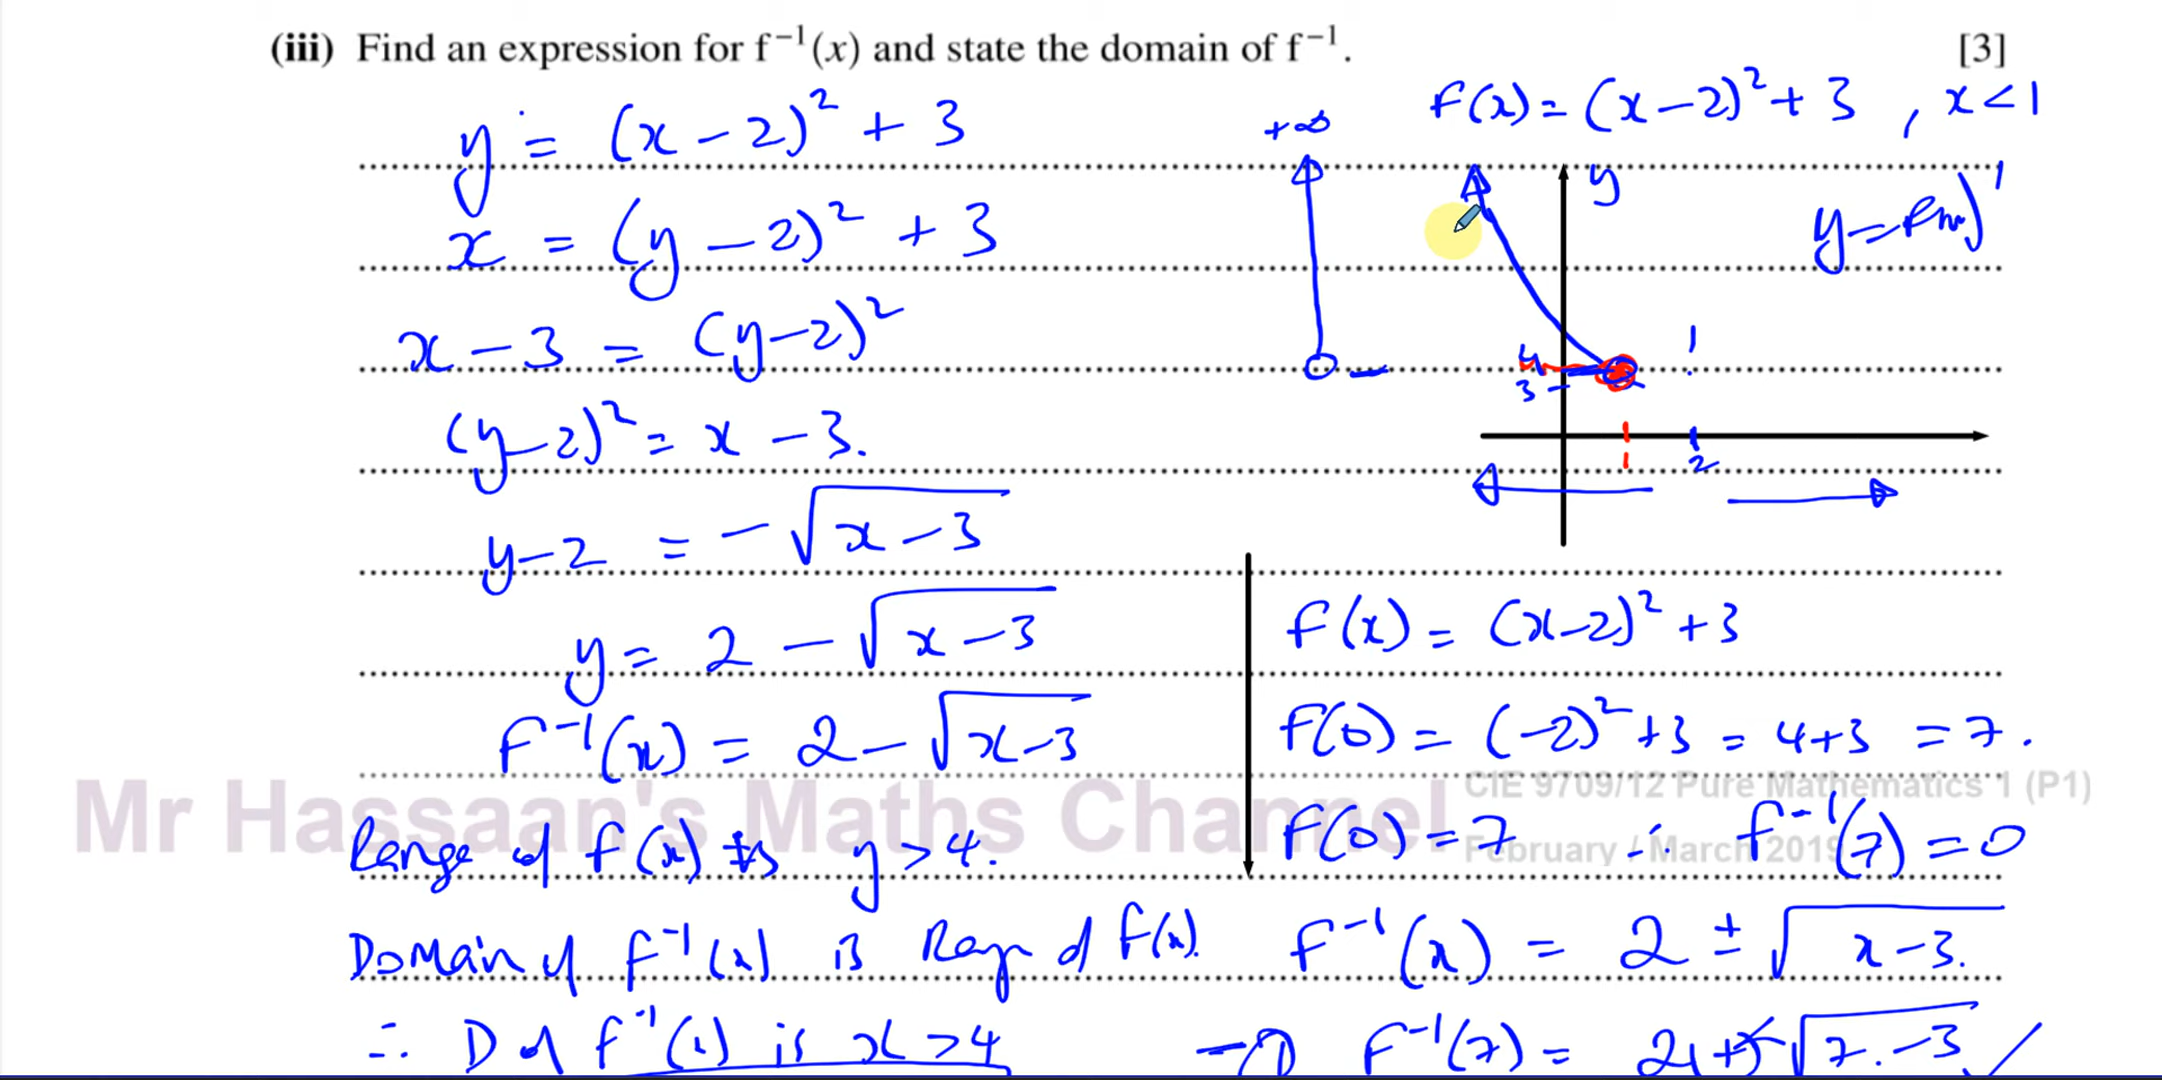 (iii) Find an expression for f⁻¹(x) and state the domain of f⁻¹. [3]
y = (x – 2)² + 3
x = (y – 2)² + 3
x – 3 = (y–2)²
(y–2)² = x – 3.
y–2 = –√(x – 3)
y = 2 – √(x – 3)
F⁻¹(x) = 2 – √(x–3)
Range of f(x) is y > 4.
Domain of f⁻¹(x) is Range of f(x).
∴ D of f⁻¹(x) is x > 4
f(x) = (x–2)² + 3 , x < 1
+∞
y
y = f(x)
4
3
1
1
2
f(x) = (x–2)² + 3
f(0) = (–2)² + 3 = 4+3 = 7.
f(0) = 7 ∴ f⁻¹(7) = 0
F⁻¹(x) = 2 ± √(x–3.
F⁻¹(7) =
√7 – 3
Mr Hassaan's Maths Channel
CIE 9709/12 Pure Mathematics 1 (P1)
February / March 2019